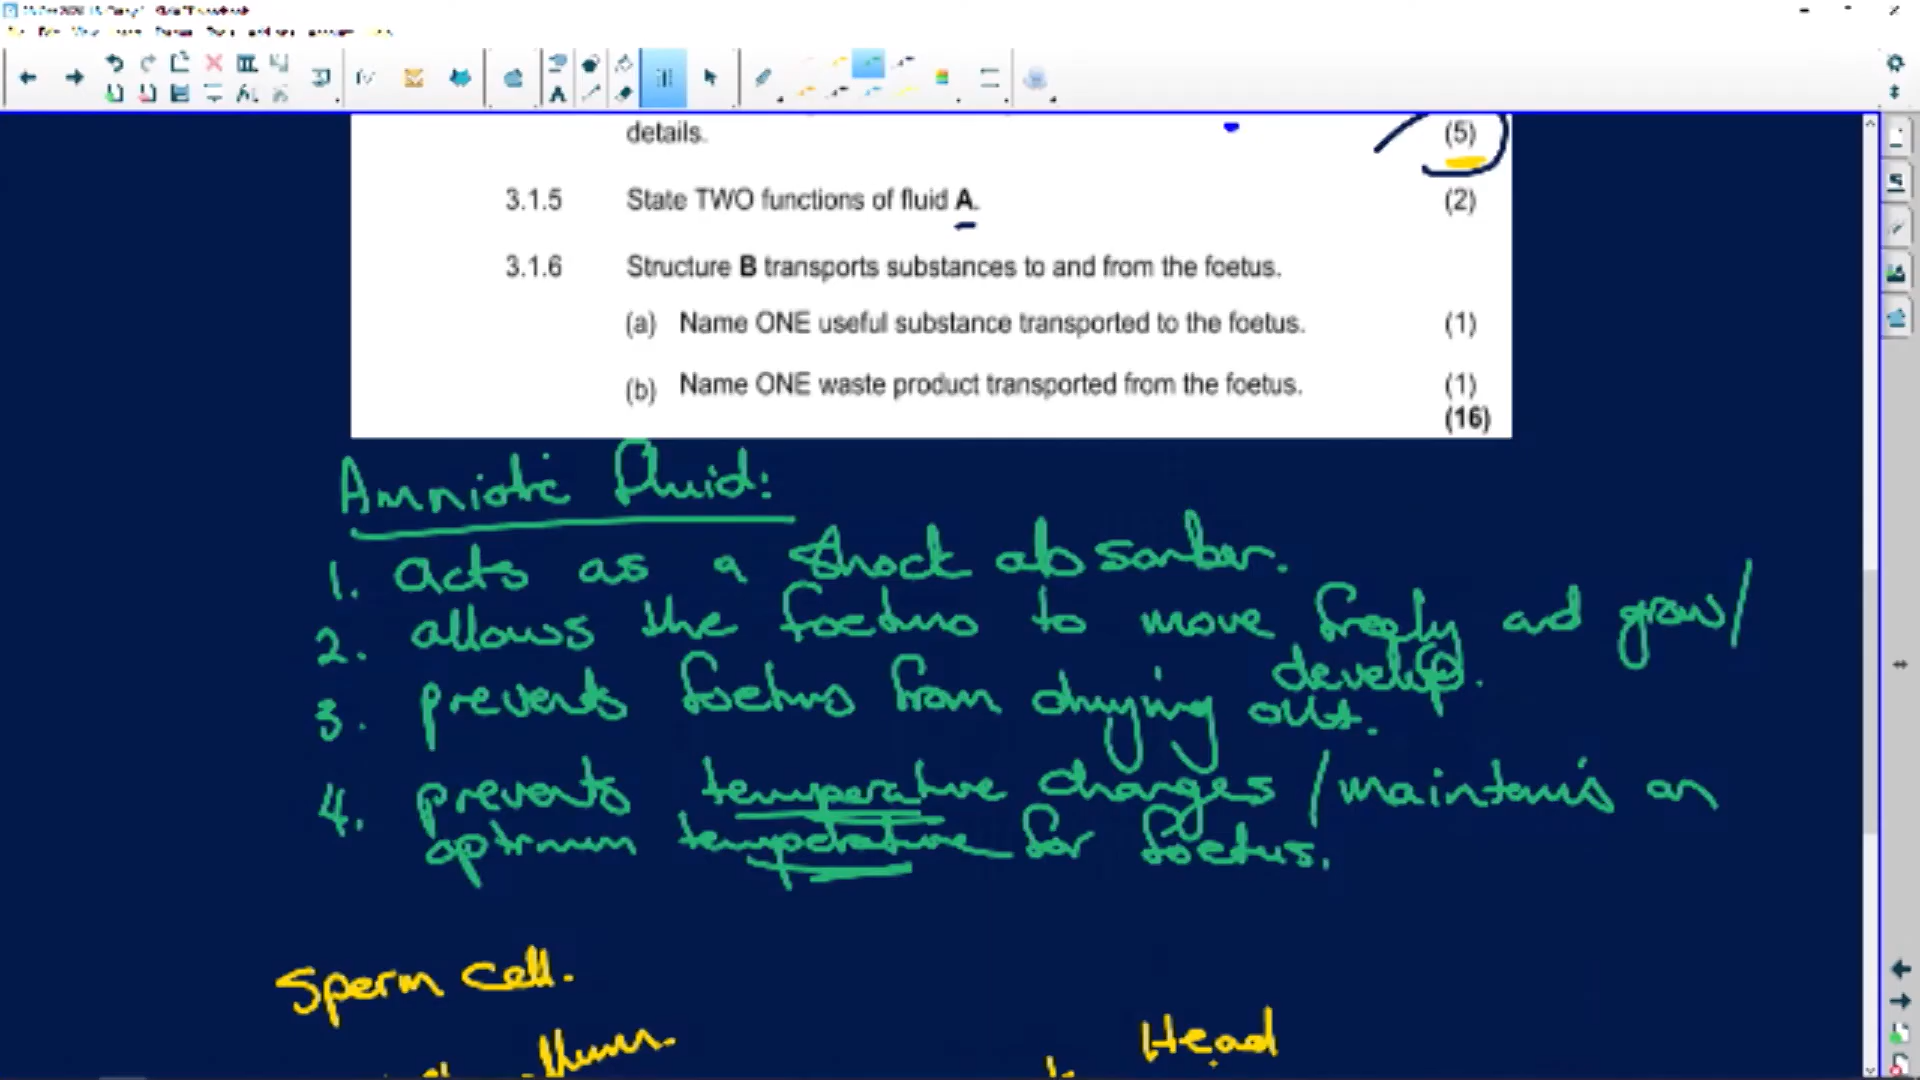 details. (5)
3.1.5 State TWO functions of fluid A. (2)
3.1.6 Structure B transports substances to and from the foetus.
(a) Name ONE useful substance transported to the foetus. (1)
(b) Name ONE waste product transported from the foetus. (1)
(16)
Amniotic fluid:
1. acts as a shock absorber.
2. allows the foetus to move freely and grow/
develop.
3. prevents foetus from drying out.
4. prevents temperature changes / maintains an
optimum temperature for foetus.
Sperm cell.
Head